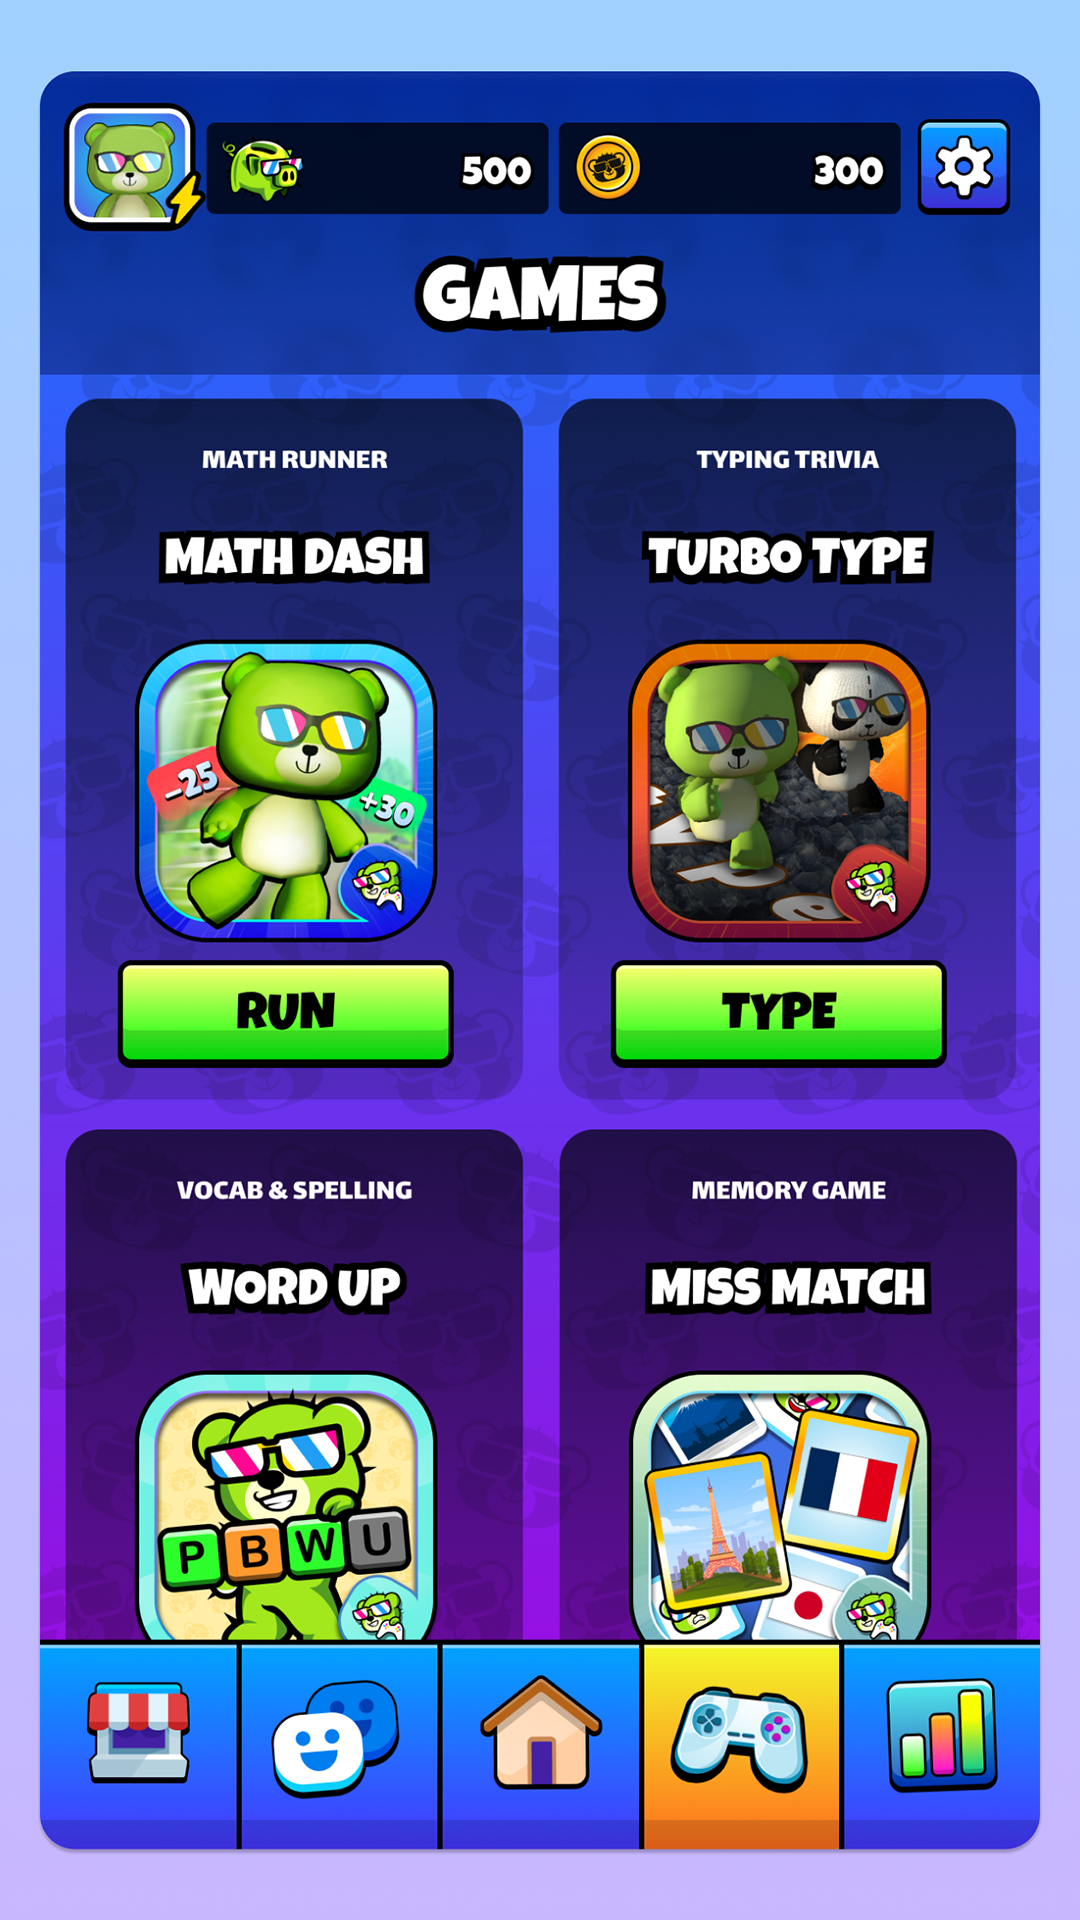 500
300
GAMES
MATH RUNNER
TYPING TRIVIA
MATH DASH
TURBO TYPE
-25
+30
RUN
TYPE
VOCAB & SPELLING
MEMORY GAME
WORD UP
MISS MATCH
P B W U